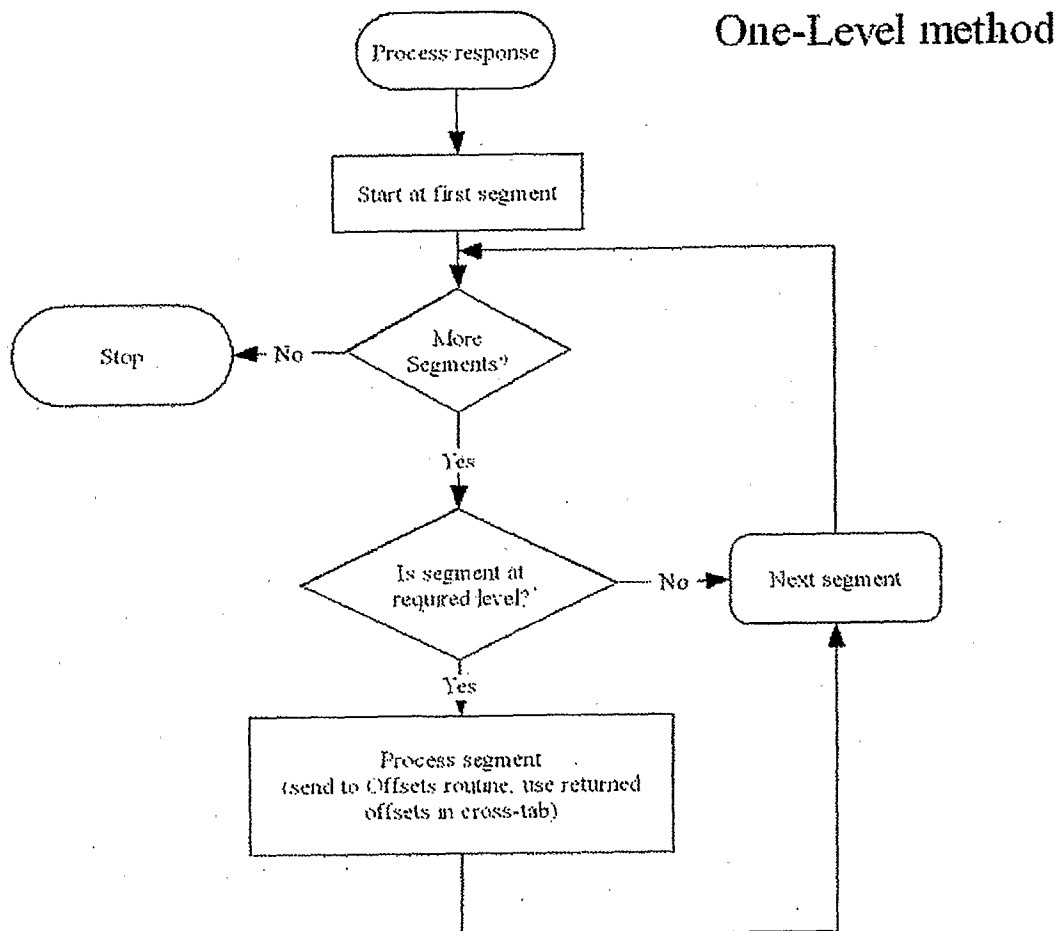 One-Level method
Process response
Start at first segment
More
Segments?
No
Stop
Yes
Is segment at
required level?
No
Next segment
Yes
Process segment
(send to Offsets routine, use returned
offsets in cross-tab)